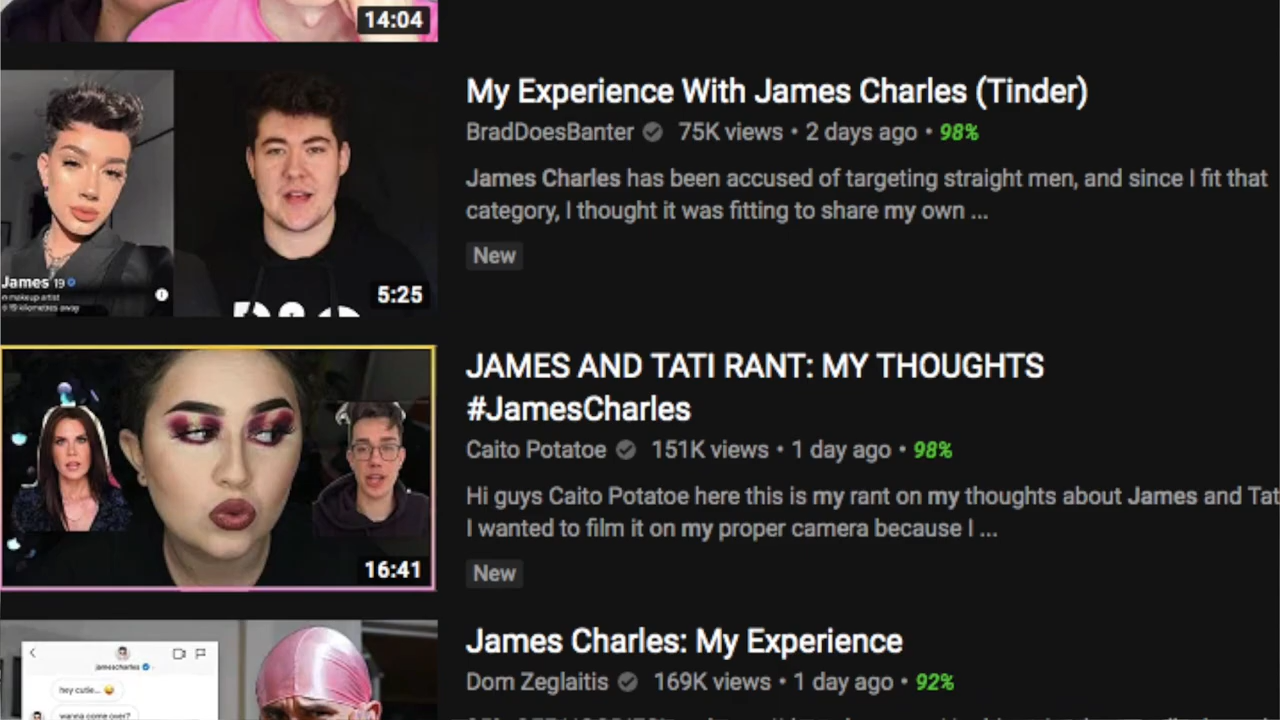 14:04
My Experience With James Charles (Tinder)
BradDoesBanter 75K views • 2 days ago • 98%
James Charles has been accused of targeting straight men, and since I fit that
category, I thought it was fitting to share my own ...
New
James 19
makeup artist
19 kilometres away
5:25
JAMES AND TATI RANT: MY THOUGHTS
#JamesCharles
Caito Potatoe 151K views • 1 day ago • 98%
Hi guys Caito Potatoe here this is my rant on my thoughts about James and Tat
I wanted to film it on my proper camera because I ...
New
16:41
James Charles: My Experience
Dom Zeglaitis 169K views • 1 day ago • 92%
jamescharles
hey cutie...
wanna come over?